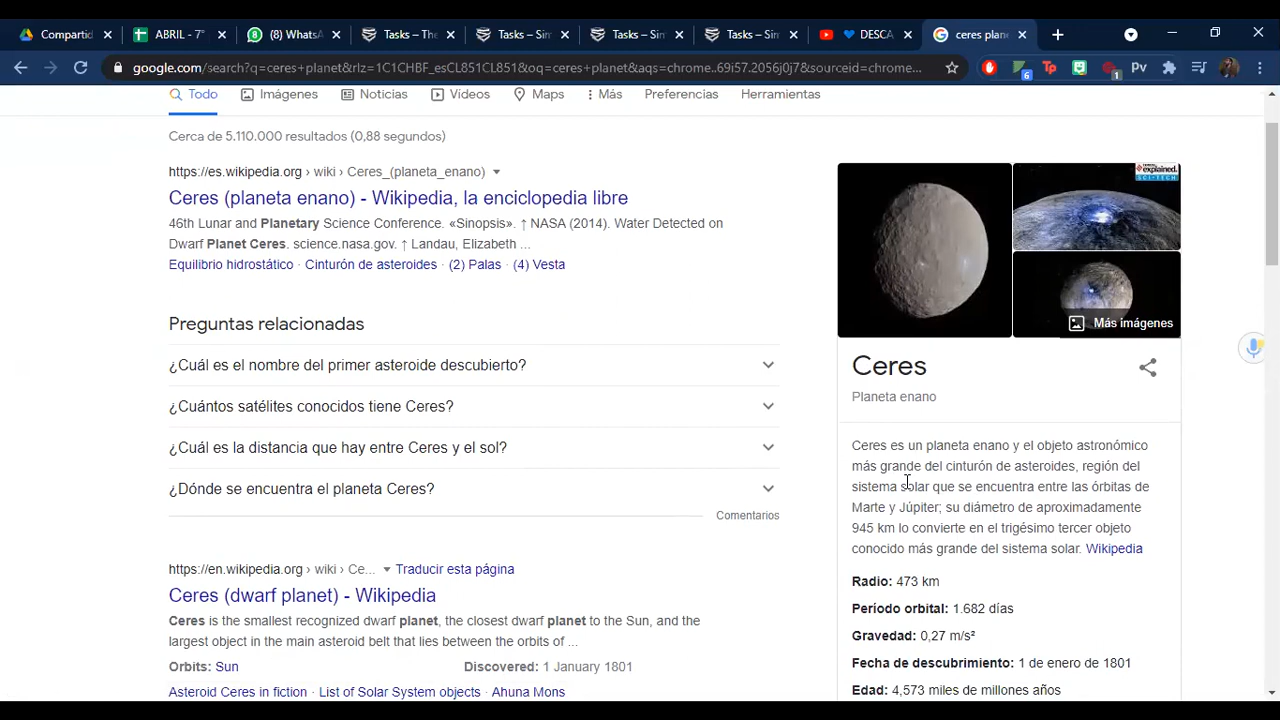 Compartid
ABRIL - 7°
(8) WhatsA
Tasks – The
Tasks – Sim
Tasks – Sim
Tasks – Sim
DESCA
ceres plane
google.com/search?q=ceres+planet&rlz=1C1CHBF_esCL851CL851&oq=ceres+planet&aqs=chrome..69i57.2056j0j7&sourceid=chrome...
6
Tp
1
Pv
Todo
Imágenes
Noticias
Videos
Maps
Más
Preferencias
Herramientas
Cerca de 5.110.000 resultados (0,88 segundos)
https://es.wikipedia.org › wiki › Ceres_(planeta_enano)
Ceres (planeta enano) - Wikipedia, la enciclopedia libre
46th Lunar and Planetary Science Conference. «Sinopsis». ↑ NASA (2014). Water Detected on
Dwarf Planet Ceres. science.nasa.gov. ↑ Landau, Elizabeth ...
Equilibrio hidrostático · Cinturón de asteroides · (2) Palas · (4) Vesta
Preguntas relacionadas
¿Cuál es el nombre del primer asteroide descubierto?
¿Cuántos satélites conocidos tiene Ceres?
¿Cuál es la distancia que hay entre Ceres y el sol?
¿Dónde se encuentra el planeta Ceres?
Comentarios
https://en.wikipedia.org › wiki › Ce... Traducir esta página
Ceres (dwarf planet) - Wikipedia
Ceres is the smallest recognized dwarf planet, the closest dwarf planet to the Sun, and the
largest object in the main asteroid belt that lies between the orbits of ...
Orbits: Sun
Discovered: 1 January 1801
Asteroid Ceres in fiction · List of Solar System objects · Ahuna Mons
explained.
SCI-TECH
Más imágenes
Ceres
Planeta enano
Ceres es un planeta enano y el objeto astronómico
más grande del cinturón de asteroides, región del
sistema solar que se encuentra entre las órbitas de
Marte y Júpiter; su diámetro de aproximadamente
945 km lo convierte en el trigésimo tercer objeto
conocido más grande del sistema solar. Wikipedia
Radio: 473 km
Período orbital: 1.682 días
Gravedad: 0,27 m/s²
Fecha de descubrimiento: 1 de enero de 1801
Edad: 4,573 miles de millones años